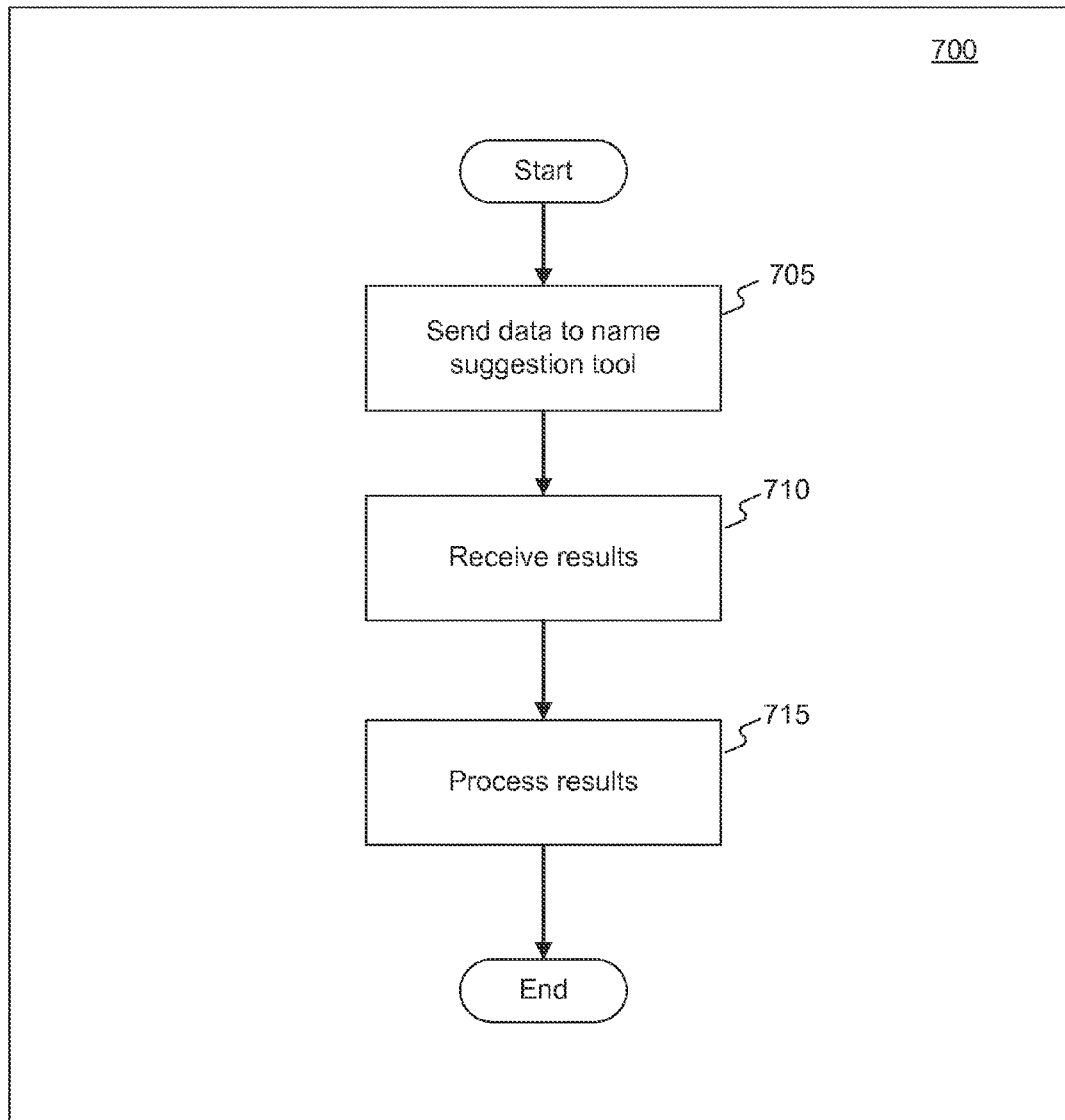 700
Start
705
Send data to name
suggestion tool
710
Receive results
715
Process results
End